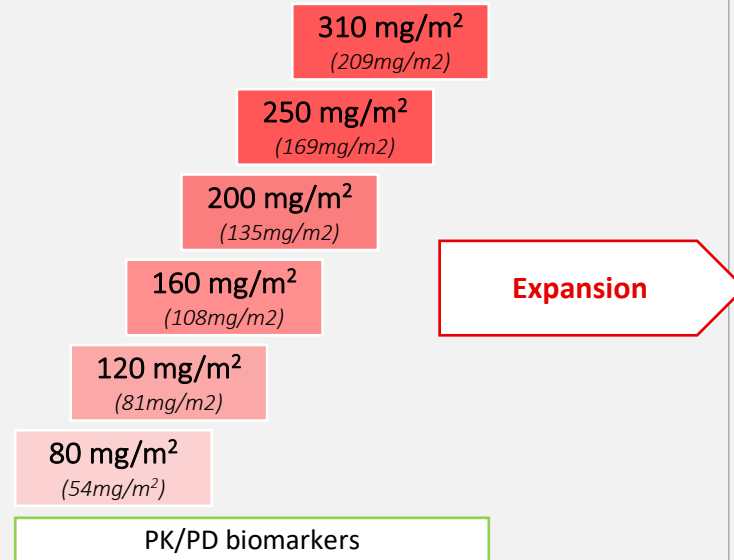 310 mg/m²
(209mg/m2)
250 mg/m²
(169mg/m2)
200 mg/m²
(135mg/m2)
160 mg/m²
(108mg/m2)
Expansion
120 mg/m²
(81mg/m2)
80 mg/m²
(54mg/m²)
PK/PD biomarkers